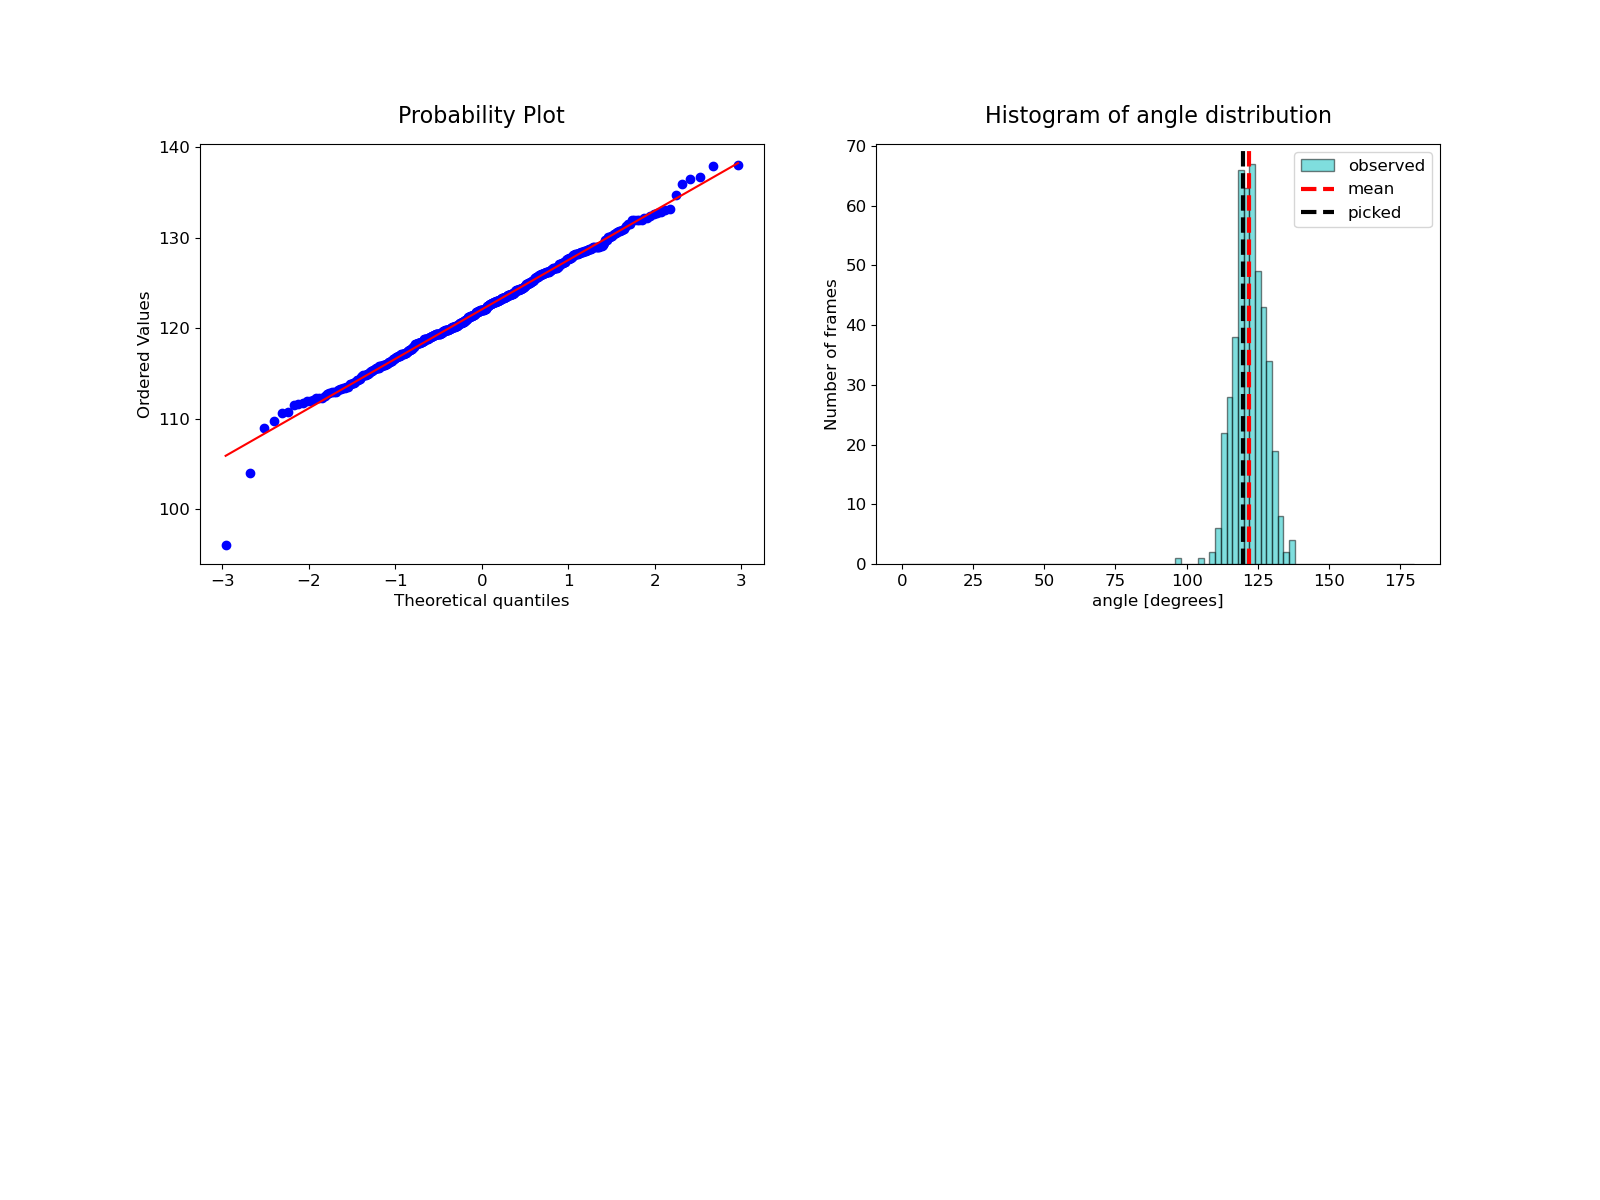 Probability Plot
140
130
120
110
100
Ordered Values
−3 −2 −1 0 1 2 3
Theoretical quantiles
Histogram of angle distribution
70
60
50
40
30
20
10
0
Number of frames
observed
mean
picked
0 25 50 75 100 125 150 175
angle [degrees]